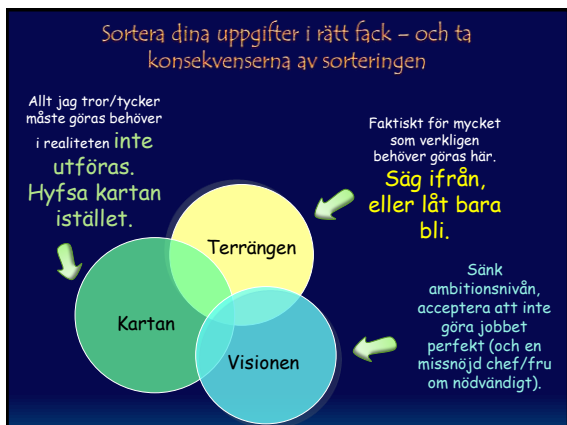 Sortera dina uppgifter i rätt fack – och ta
konsekvenserna av sorteringen
Allt jag tror/tycker
måste göras behöver
i realiteten inte
utföras.
Hyfsa kartan
istället.
Faktiskt för mycket
som verkligen
behöver göras här.
Säg ifrån,
eller låt bara
bli.
Terrängen
Kartan
Visionen
Sänk
ambitionsnivån,
acceptera att inte
göra jobbet
perfekt (och en
missnöjd chef/fru
om nödvändigt).